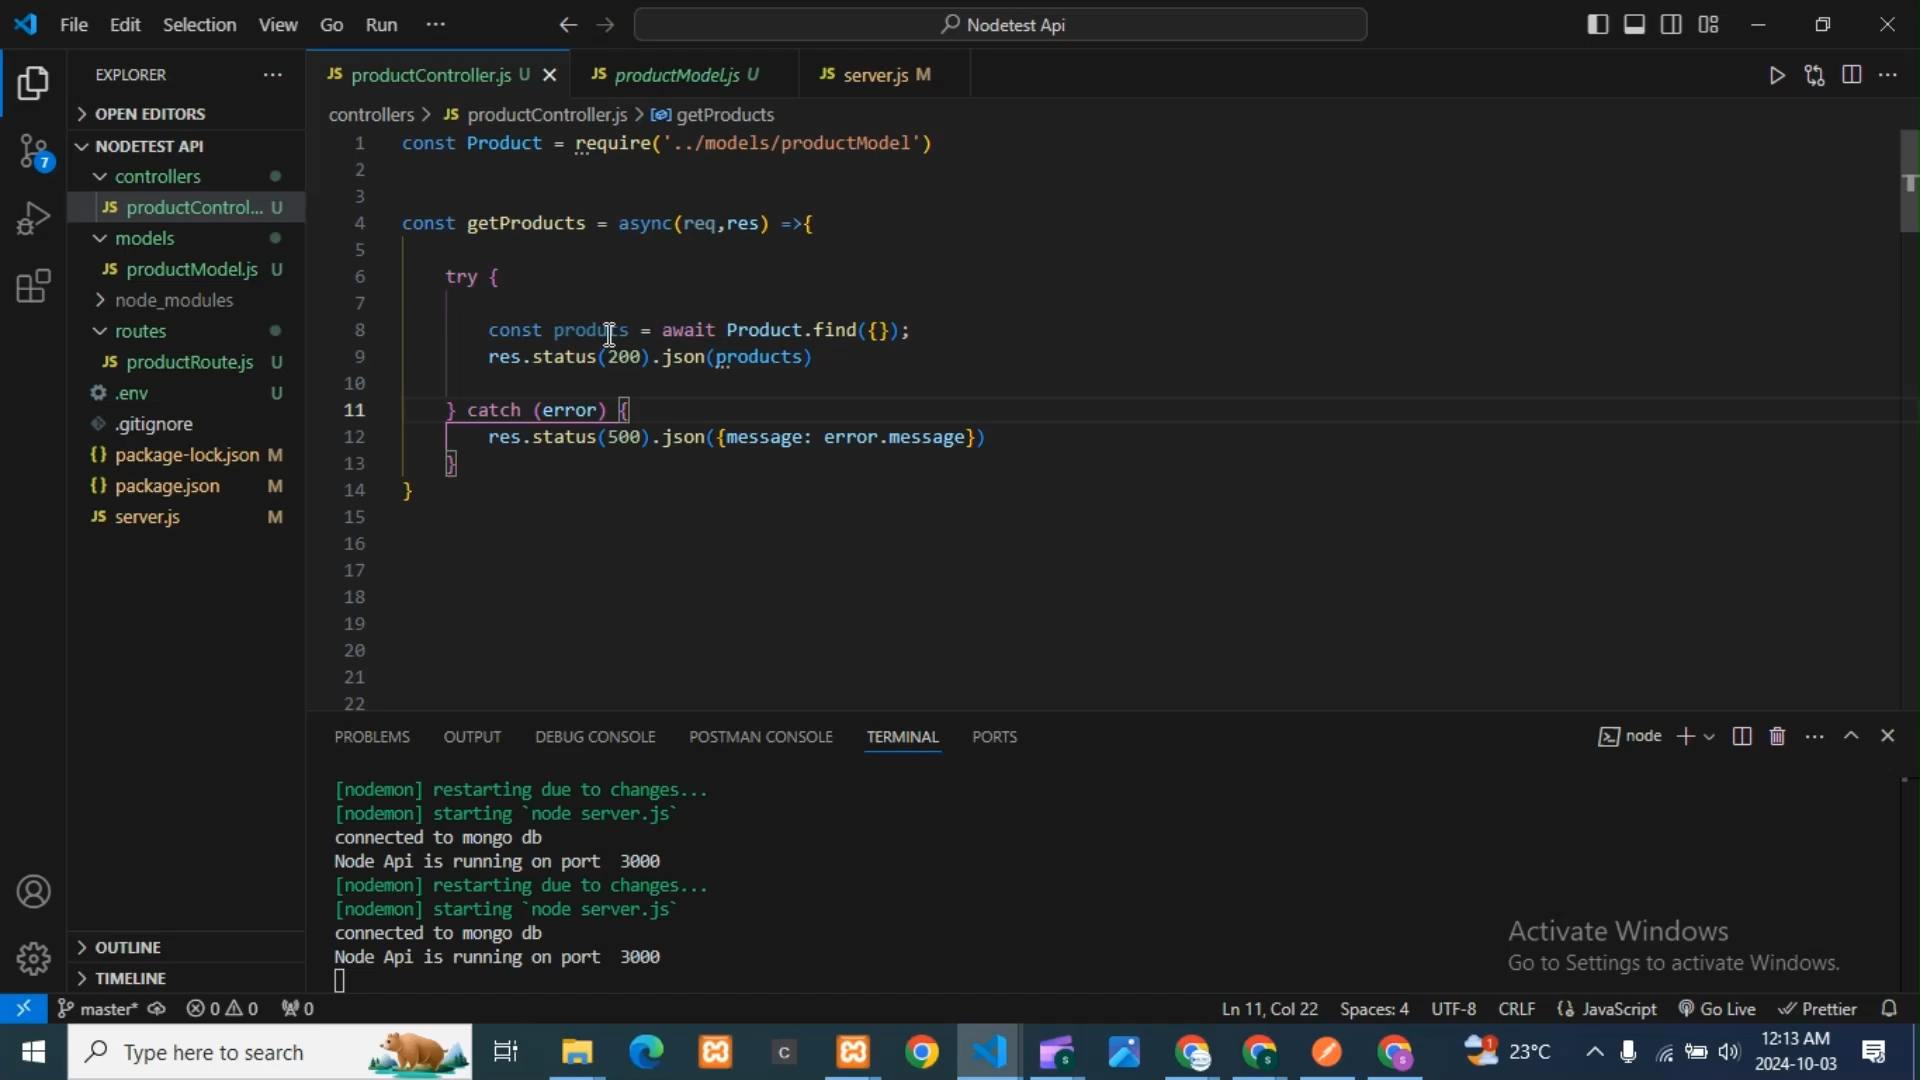 File Edit Selection View Go Run ··· Nodetest Api
EXPLORER ···
OPEN EDITORS
NODETEST API
controllers
JS productControl... U
models
JS productModel.js U
node_modules
routes
JS productRoute.js U
.env U
.gitignore
{} package-lock.json M
{} package.json M
JS server.js M
OUTLINE
TIMELINE
7
JS productController.js U JS productModel.js U JS server.js M
controllers > JS productController.js > getProducts
1 const Product = require('../models/productModel')
2
3
4 const getProducts = async(req,res) =>{
5
6 try {
7
8 const produts = await Product.find({});
9 res.status(200).json(products)
10
11 } catch (error) {
12 res.status(500).json({message: error.message})
13 }
14 }
15
16
17
18
19
20
21
22
PROBLEMS OUTPUT DEBUG CONSOLE POSTMAN CONSOLE TERMINAL PORTS node
[nodemon] restarting due to changes...
[nodemon] starting `node server.js`
connected to mongo db
Node Api is running on port  3000
[nodemon] restarting due to changes...
[nodemon] starting `node server.js`
connected to mongo db
Node Api is running on port  3000
Activate Windows
Go to Settings to activate Windows.
master* 0 0 0 Ln 11, Col 22 Spaces: 4 UTF-8 CRLF {} JavaScript Go Live Prettier
Type here to search C 1 23°C 12:13 AM
2024-10-03